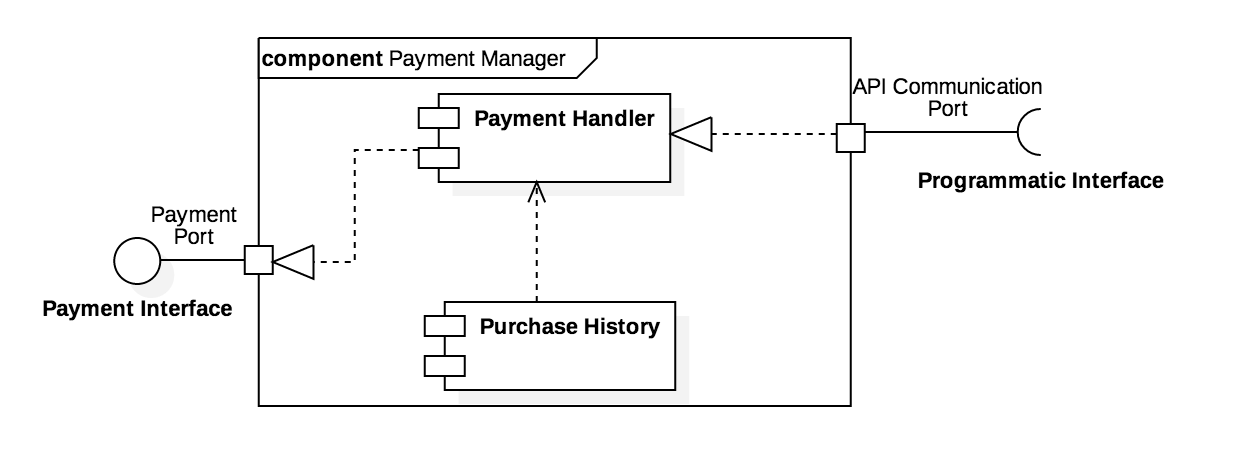 component Payment Manager
API Communication
Port
Payment Handler
Programmatic Interface
Payment
Port
Payment Interface
Purchase History